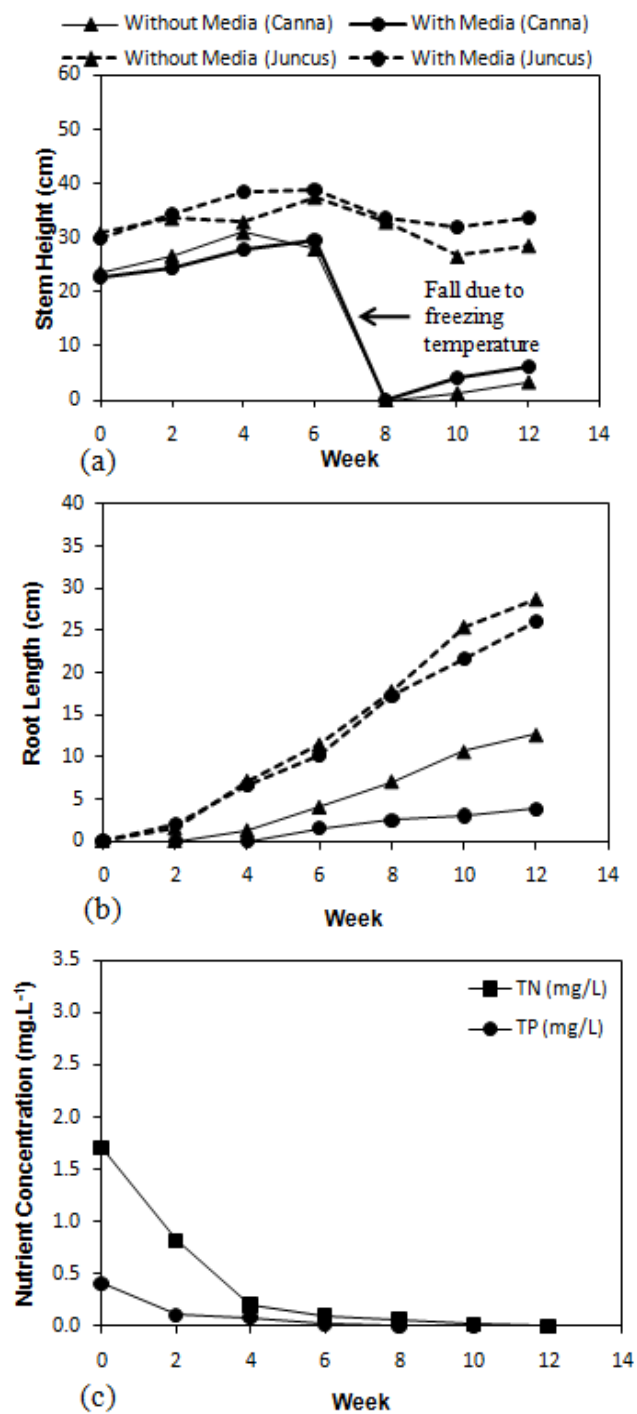 Without Media (Canna) With Media (Canna)
Without Media (Juncus) With Media (Juncus)
60
50
40
30
20
10
0
Stem Height (cm)
Fall due to
freezing
temperature
0 2 4 6 8 10 12 14
(a) Week
40
35
30
25
20
15
10
5
0
Root Length (cm)
0 2 4 6 8 10 12 14
(b) Week
3.5
3.0
2.5
2.0
1.5
1.0
0.5
0.0
Nutrient Concentration (mg.L⁻¹)
TN (mg/L)
TP (mg/L)
0 2 4 6 8 10 12 14
(c) Week